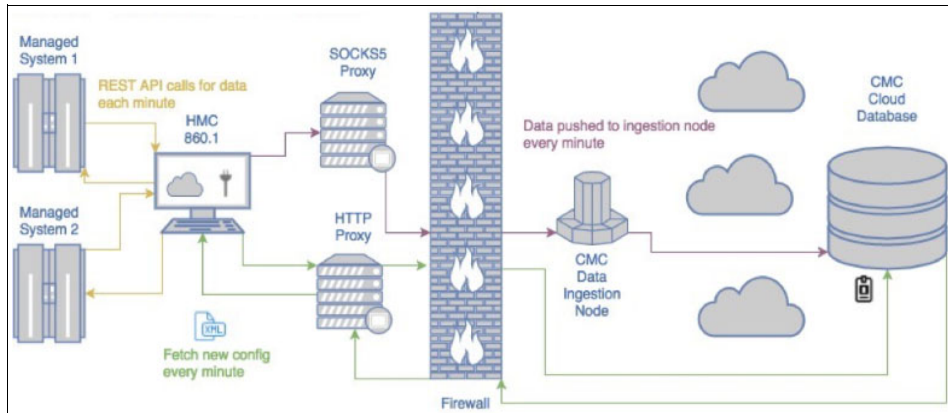 Managed
System 1
REST API calls for data
each minute
HMC
860.1
SOCKS5
Proxy
Data pushed to ingestion node
every minute
CMC
Cloud
Database
Managed
System 2
HTTP
Proxy
CMC
Data
Ingestion
Node
XML
Fetch new config
every minute
Firewall